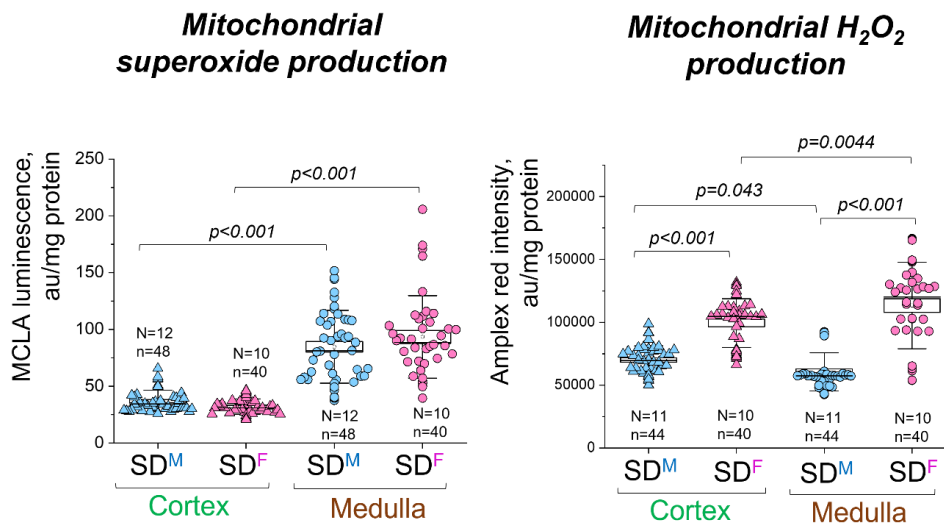 Mitochondrial
superoxide production
MCLA luminescence,
au/mg protein
250
200
150
100
50
0
p<0.001
p<0.001
N=12
n=48
N=10
n=40
N=12
n=48
N=10
n=40
SDᴹ SDF SDᴹ SDF
Cortex Medulla
Mitochondrial H₂O₂
production
Amplex red intensity,
au/mg protein
200000
150000
100000
50000
0
p=0.0044
p=0.043
p<0.001
p<0.001
N=11
n=44
N=10
n=40
N=11
n=44
N=10
n=40
SDᴹ SDF SDᴹ SDF
Cortex Medulla